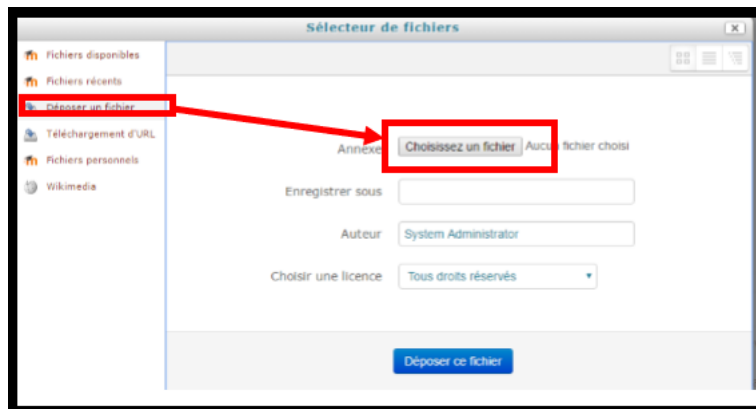 Sélecteur de fichiers
Fichiers disponibles
Fichiers récents
Déposer un fichier
Téléchargement d'URL
Fichiers personnels
Wikimedia
Annexe Choisissez un fichier Aucun fichier choisi
Enregistrer sous
Auteur System Administrator
Choisir une licence Tous droits réservés
Déposer ce fichier